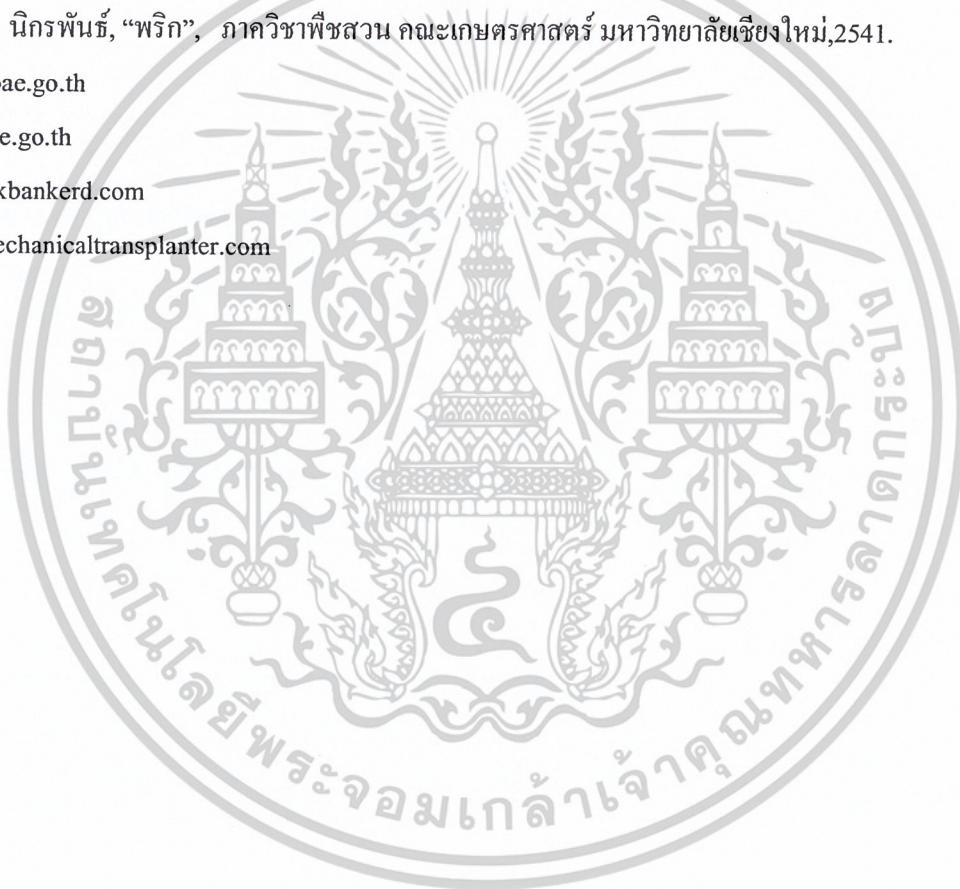 นิกรพันธ์, “พริก”, ภาควิชาพืชสวน คณะเกษตรศาสตร์ มหาวิทยาลัยเชียงใหม่,2541.
ae.go.th
e.go.th
kbankerd.com
echanicaltransplanter.com
สถาบันเทคโนโลยีพระจอมเกล้าเจ้าคุณทหารลาดกระบัง